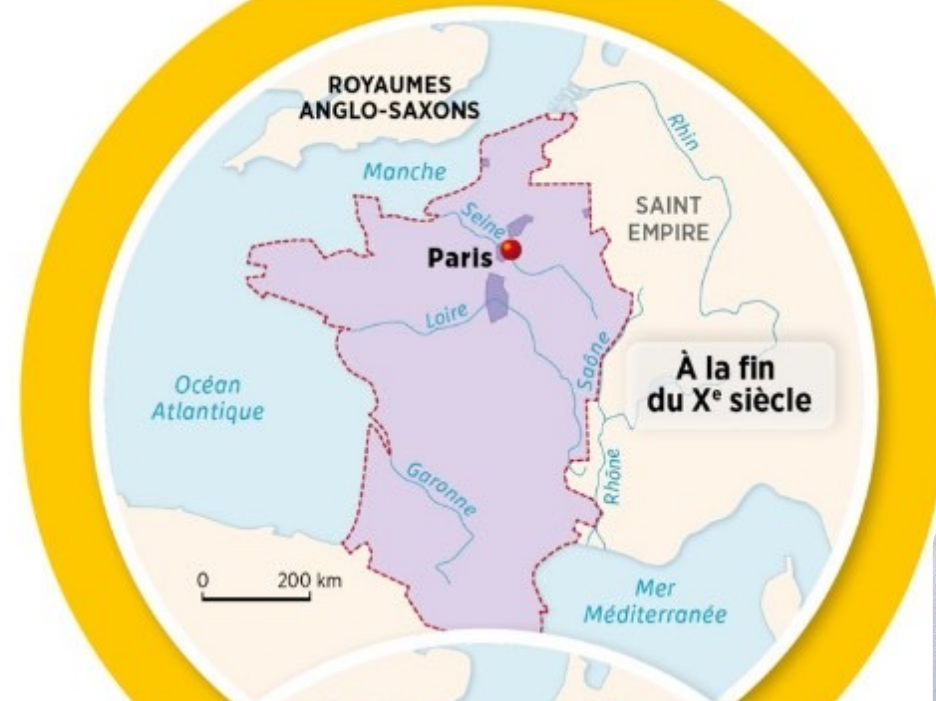 ROYAUMES
ANGLO-SAXONS
Manche
Rhin
SAINT
EMPIRE
Seine
Paris
Loire
Saône
À la fin
du Xe siècle
Océan
Atlantique
Garonne
Rhône
0 200 km
Mer
Méditerranée